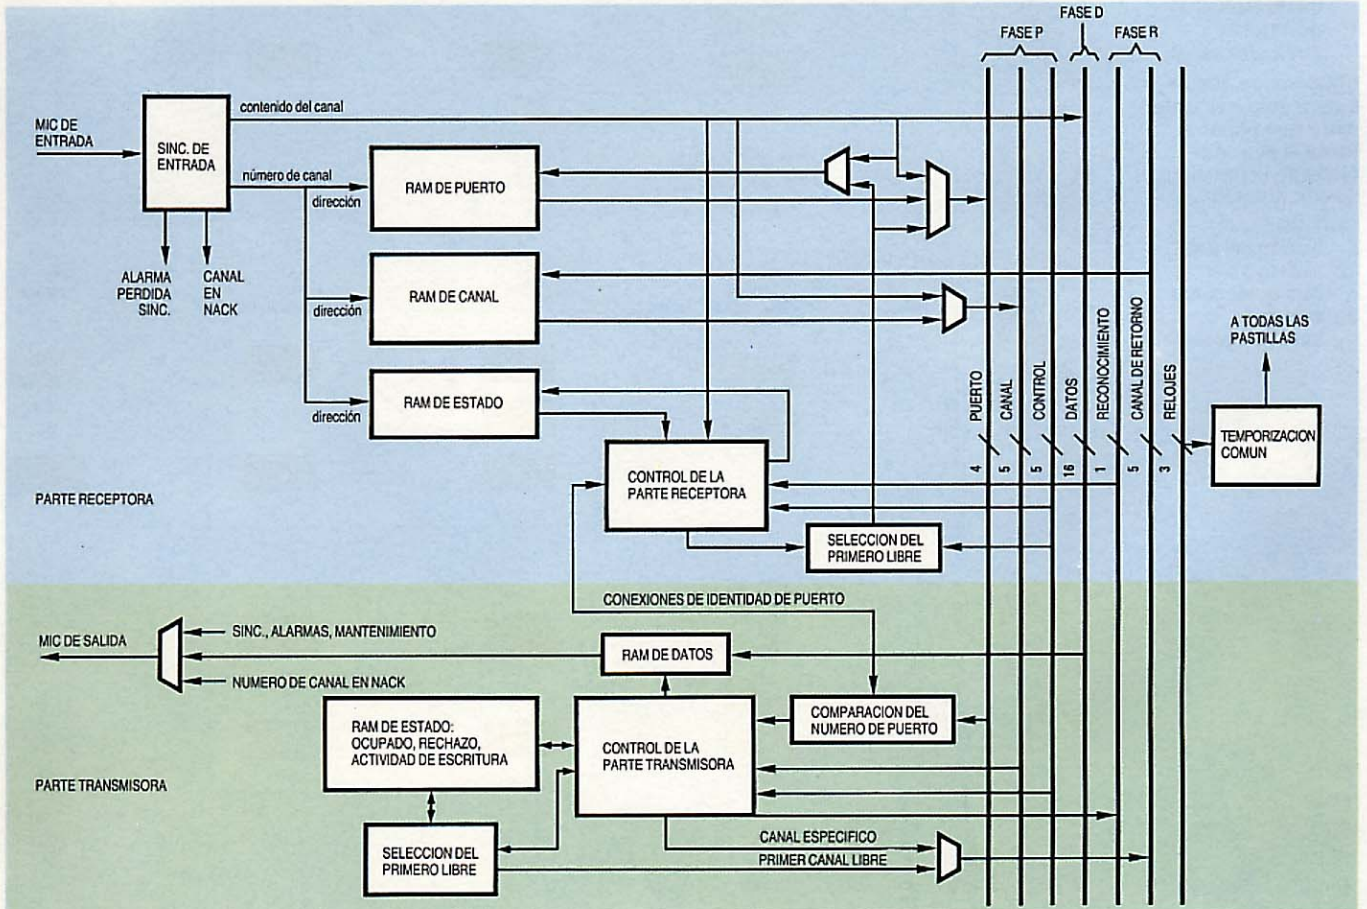 FASE D
FASE P
FASE R
MIC DE
ENTRADA
SINC. DE
ENTRADA
contenido del canal
número de canal
dirección
RAM DE PUERTO
ALARMA
PERDIDA
SINC.
CANAL
EN
NACK
dirección
RAM DE CANAL
dirección
RAM DE ESTADO
PUERTO
CANAL
CONTROL
DATOS
RECONOCIMIENTO
CANAL DE RETORNO
RELOJES
4
5
5
16
1
5
3
A TODAS LAS
PASTILLAS
TEMPORIZACION
COMUN
CONTROL DE LA
PARTE RECEPTORA
PARTE RECEPTORA
SELECCION DEL
PRIMERO LIBRE
CONEXIONES DE IDENTIDAD DE PUERTO
MIC DE SALIDA
SINC., ALARMAS, MANTENIMIENTO
RAM DE DATOS
NUMERO DE CANAL EN NACK
RAM DE ESTADO:
OCUPADO, RECHAZO,
ACTIVIDAD DE ESCRITURA
CONTROL DE LA
PARTE TRANSMISORA
COMPARACION DEL
NUMERO DE PUERTO
PARTE TRANSMISORA
SELECCION DEL
PRIMERO LIBRE
CANAL ESPECIFICO
PRIMER CANAL LIBRE